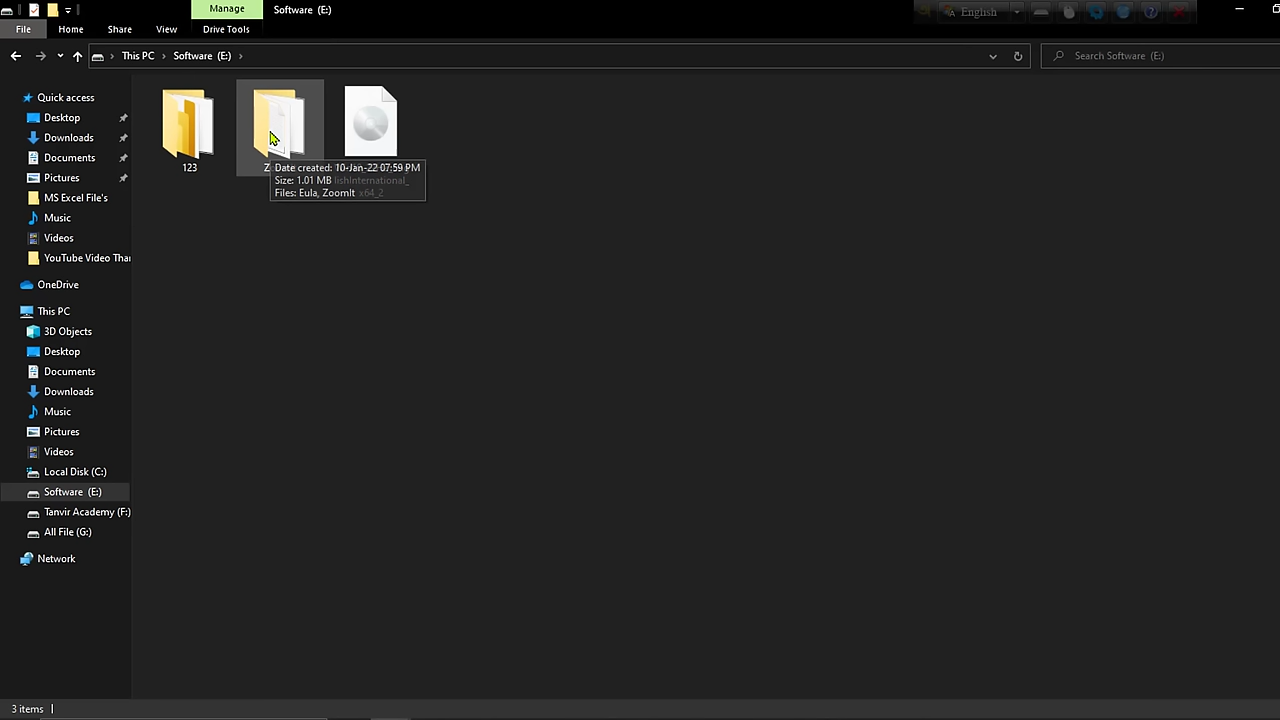 Manage
Software (E:)
English
File
Home
Share
View
Drive Tools
This PC
Software (E:)
Search Software (E:)
Quick access
Desktop
Downloads
Documents
Pictures
MS Excel File's
Music
Videos
YouTube Video Thar
OneDrive
This PC
3D Objects
Desktop
Documents
Downloads
Music
Pictures
Videos
Local Disk (C:)
Software (E:)
Tanvir Academy (F:)
All File (G:)
Network
123
Z
Date created: 10-Jan-22 07:59 PM
Size: 1.01 MB lishInternational_
Files: Eula, ZoomIt x64_2
3 items